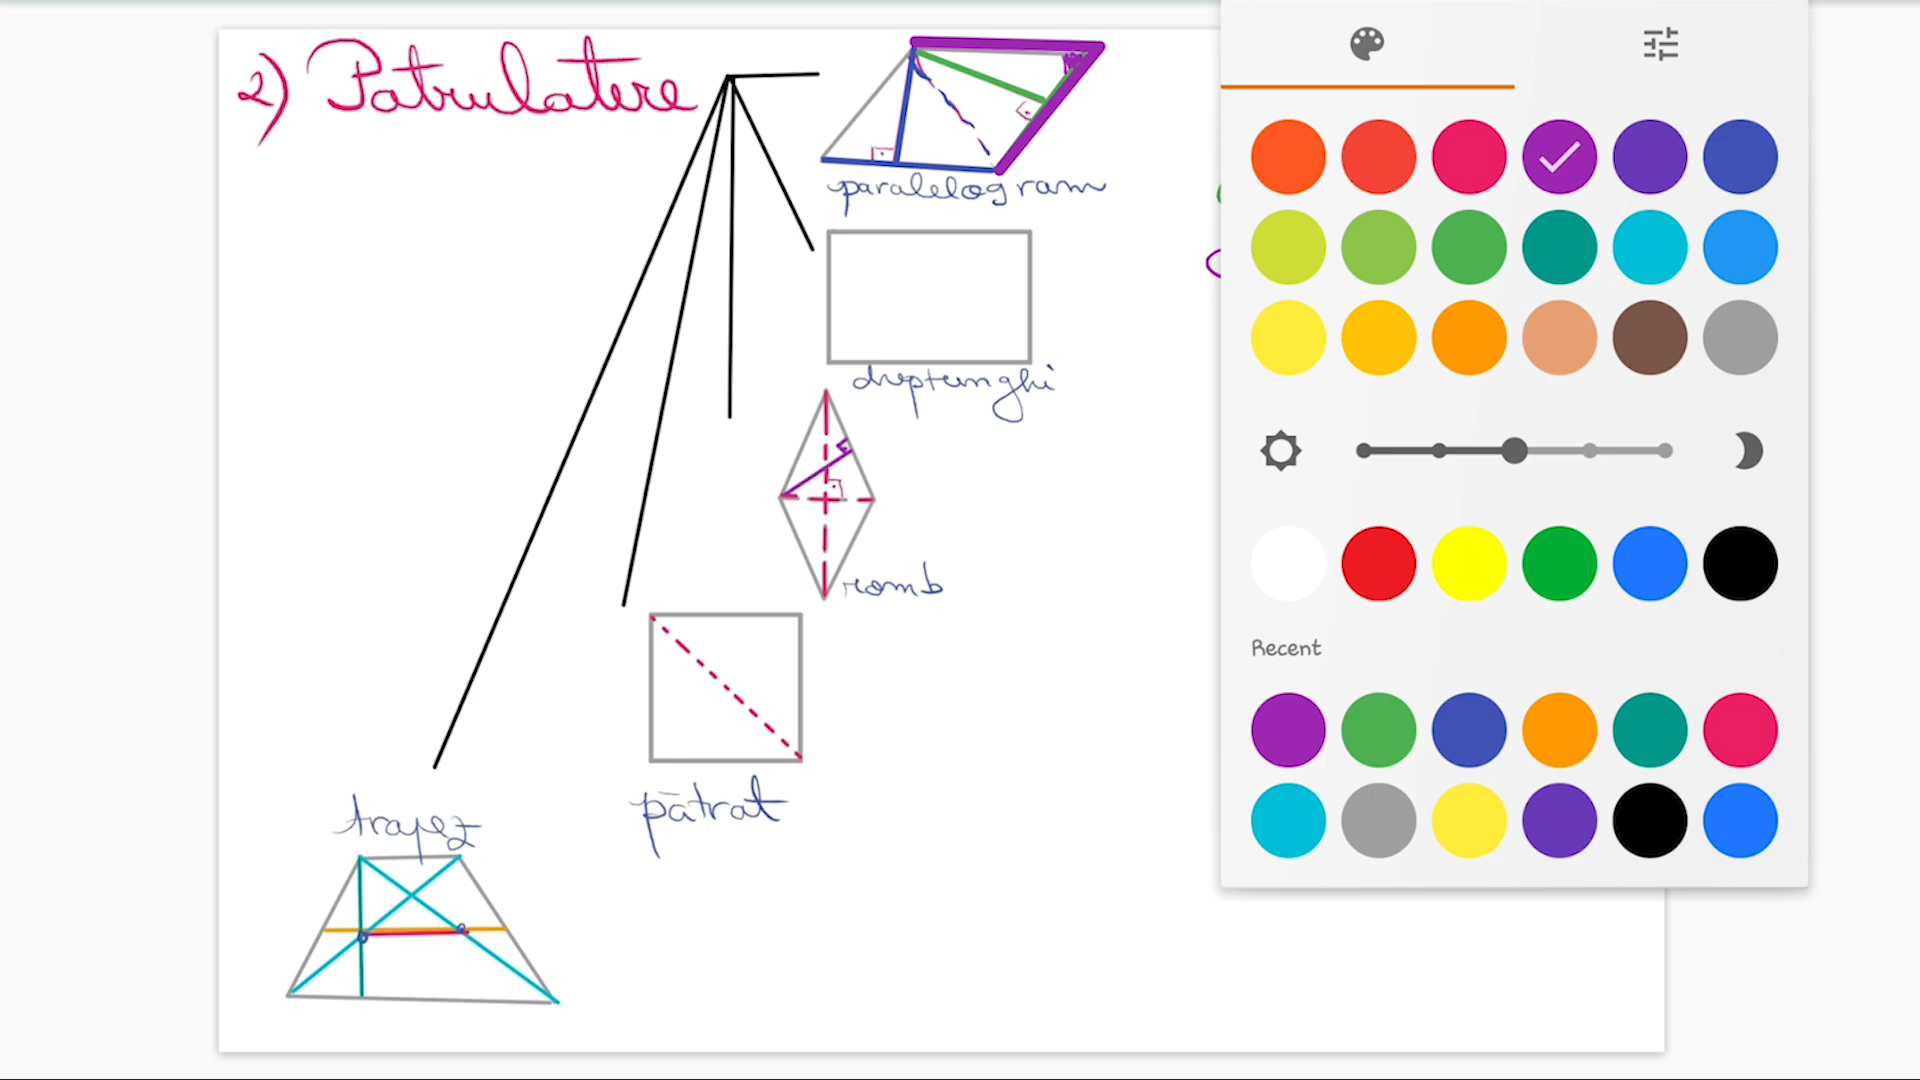 2) Patrulatere
paralelogram
dreptunghi
romb
pătrat
trapez
Recent